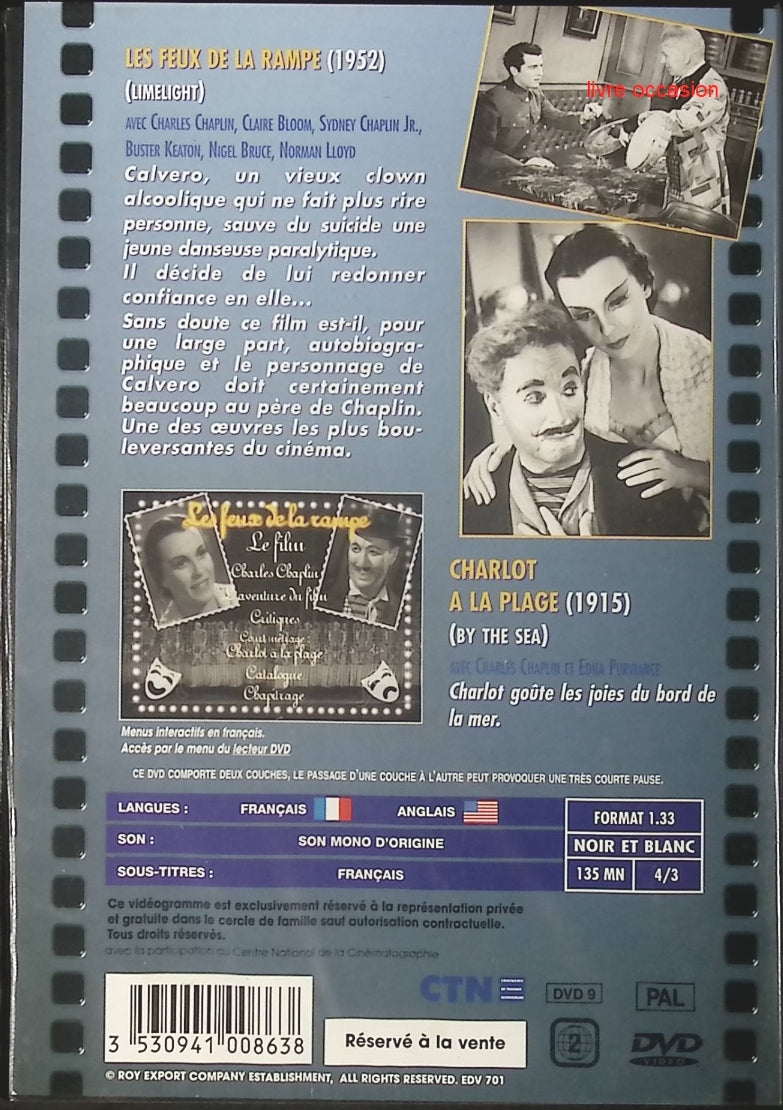 LES FEUX DE LA RAMPE (1952)
(LIMELIGHT)
AVEC CHARLES CHAPLIN, CLAIRE BLOOM, SYDNEY CHAPLIN JR.,
BUSTER KEATON, NIGEL BRUCE, NORMAN LLOYD
Calvero, un vieux clown
alcoolique qui ne fait plus rire
personne, sauve du suicide une
jeune danseuse paralytique.
Il décide de lui redonner
confiance en elle...
Sans doute ce film est-il, pour
une large part, autobiogra-
phique et le personnage de
Calvero doit certainement
beaucoup au père de Chaplin.
Une des œuvres les plus bou-
leversantes du cinéma.
livre occasion
Les feux de la rampe
Le film
Charles Chaplin
L'aventure du film
Critiques
Court métrage :
Charlot à la plage
Catalogue
Chapitrage
Menus interactifs en français.
Accès par le menu du lecteur DVD
CHARLOT
A LA PLAGE (1915)
(BY THE SEA)
AVEC CHARLES CHAPLIN ET EDNA PURVIANCE
Charlot goûte les joies du bord de
la mer.
CE DVD COMPORTE DEUX COUCHES, LE PASSAGE D'UNE COUCHE À L'AUTRE PEUT PROVOQUER UNE TRÈS COURTE PAUSE.
LANGUES : FRANÇAIS ANGLAIS
SON : SON MONO D'ORIGINE
SOUS-TITRES : FRANÇAIS
FORMAT 1.33
NOIR ET BLANC
135 MN 4/3
Ce vidéogramme est exclusivement réservé à la représentation privée
et gratuite dans le cercle de famille sauf autorisation contractuelle.
Tous droits réservés.
avec la participation du Centre National de la Cinématographie
CTN
DVD 9
PAL
3 530941 008638
Réservé à la vente
2
DVD
VIDEO
© ROY EXPORT COMPANY ESTABLISHMENT, ALL RIGHTS RESERVED. EDV 701